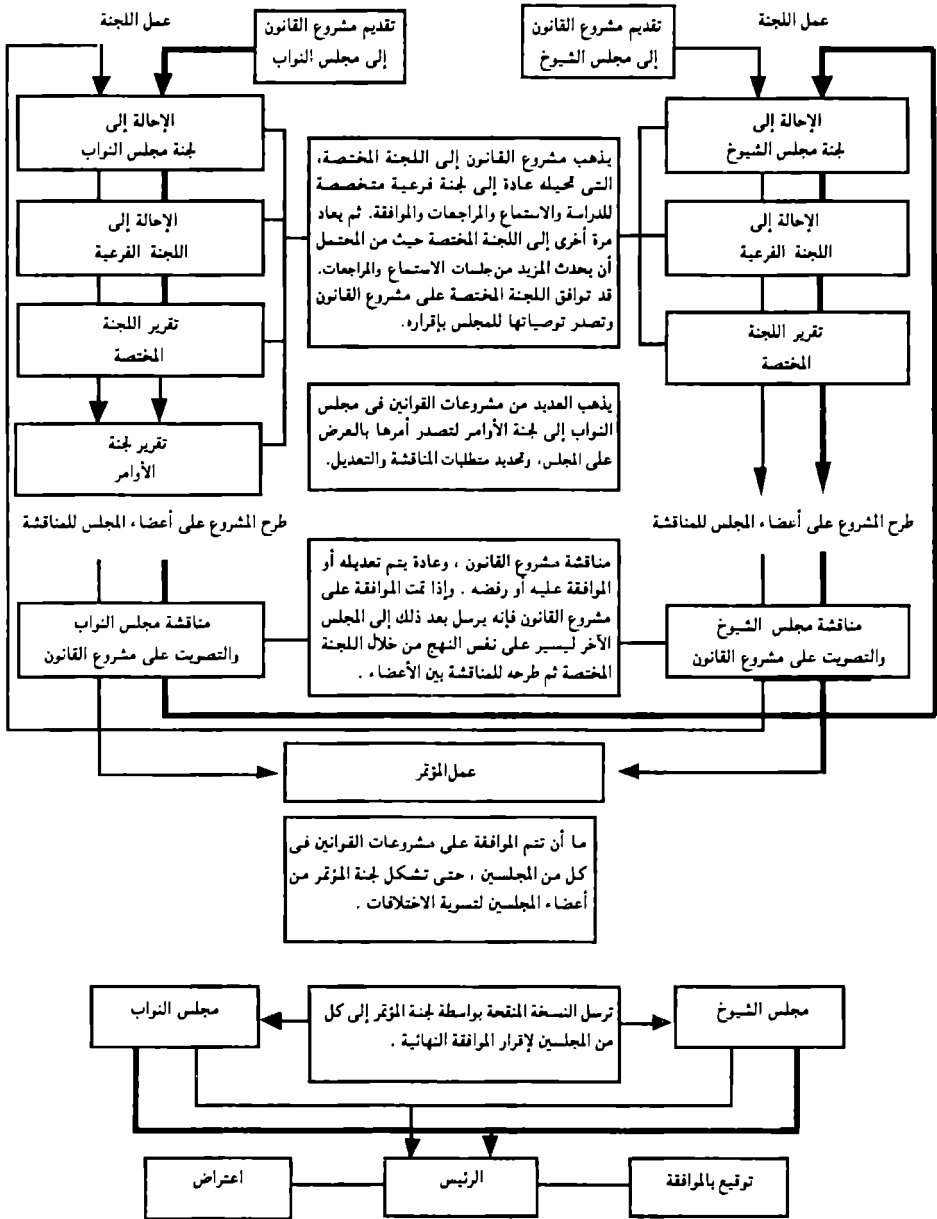 عمل اللجنة
تقديم مشروع القانون
إلى مجلس الشيوخ
تقديم مشروع القانون
إلى مجلس النواب
عمل اللجنة
الإحالة إلى
لجنة مجلس الشيوخ
الإحالة إلى
اللجنة الفرعية
تقرير اللجنة
المختصة
يذهب مشروع القانون إلى اللجنة المختصة،
التى تحيله عادة إلى لجنة فرعية متخصصة
للدراسة والاستماع والمراجعات والموافقة. ثم يعاد
مرة أخرى إلى اللجنة المختصة حيث من المحتمل
أن يحدث المزيد من جلسات الاستماع والمراجعات.
قد توافق اللجنة المختصة على مشروع القانون
وتصدر توصياتها للمجلس بإقراره.
الإحالة إلى
لجنة مجلس النواب
الإحالة إلى
اللجنة الفرعية
تقرير اللجنة
المختصة
تقرير لجنة
الأوامر
يذهب العديد من مشروعات القوانين فى مجلس
النواب إلى لجنة الأوامر لتصدر أمرها بالعرض
على المجلس، وتحديد متطلبات المناقشة والتعديل.
طرح المشروع على أعضاء المجلس للمناقشة
طرح المشروع على أعضاء المجلس للمناقشة
مناقشة مجلس الشيوخ
والتصويت على مشروع القانون
مناقشة مشروع القانون ، وعادة يتم تعديله أو
الموافقة عليه أو رفضه . وإذا تمت الموافقة على
مشروع القانون فإنه يرسل بعد ذلك إلى المجلس
الآخر ليسير على نفس النهج من خلال اللجنة
المختصة ثم طرحه للمناقشة بين الأعضاء .
مناقشة مجلس النواب
والتصويت على مشروع القانون
عمل المؤتمر
ما أن تتم الموافقة على مشروعات القوانين فى
كل من المجلسين ، حتى تشكل لجنة المؤتمر من
أعضاء المجلسين لتسوية الاختلافات .
مجلس الشيوخ
ترسل النسخة المنقحة بواسطة لجنة المؤتمر إلى كل
من المجلسين لإقرار الموافقة النهائية .
مجلس النواب
توقيع بالموافقة
الرئيس
اعتراض